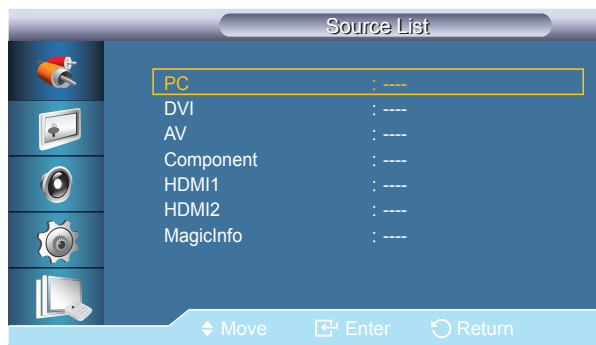 Source List
PC : ----
DVI : ----
AV : ----
Component : ----
HDMI1 : ----
HDMI2 : ----
MagicInfo : ----
Move Enter Return